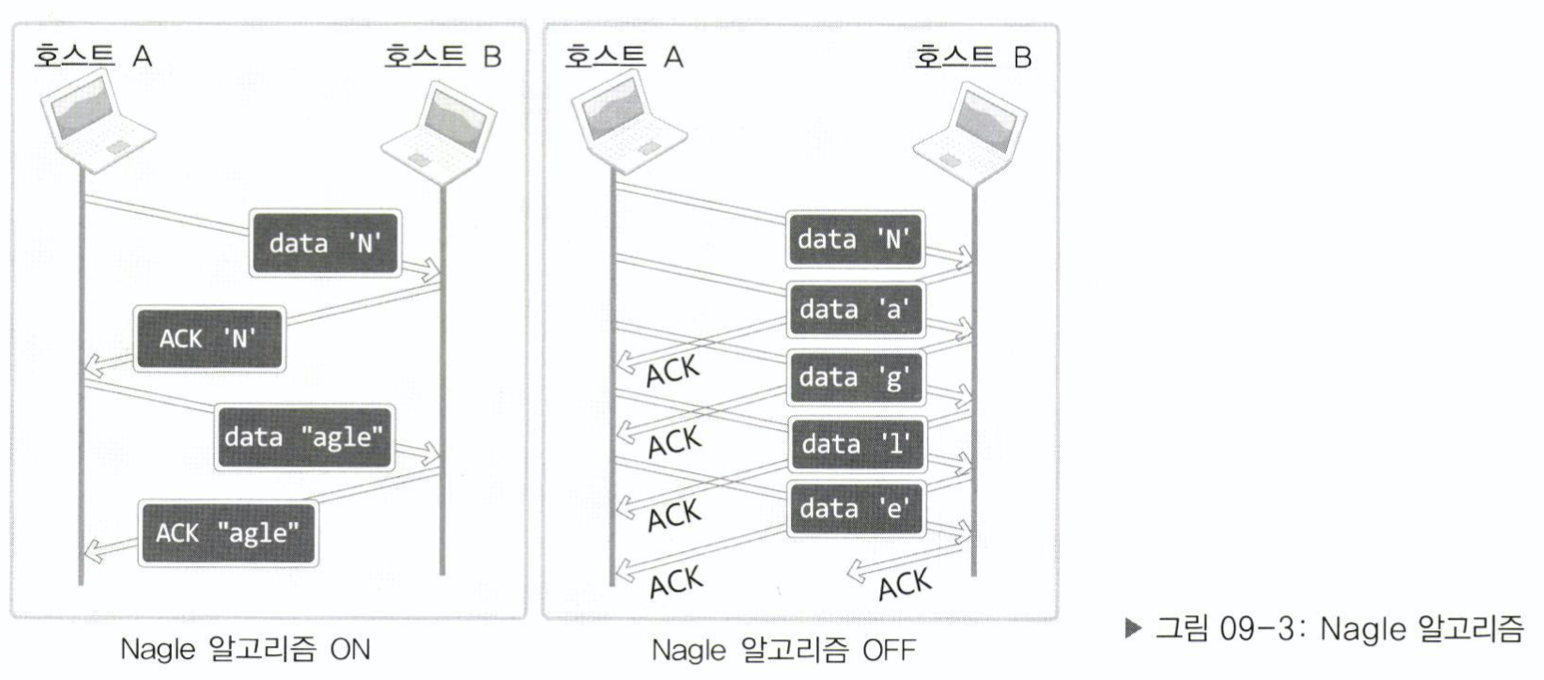 호스트 A
호스트 B
data 'N'
ACK 'N'
data "agle"
ACK "agle"
Nagle 알고리즘 ON
호스트 A
호스트 B
data 'N'
data 'a'
ACK
data 'g'
ACK
data 'l'
ACK
data 'e'
ACK
ACK
Nagle 알고리즘 OFF
▶ 그림 09-3: Nagle 알고리즘